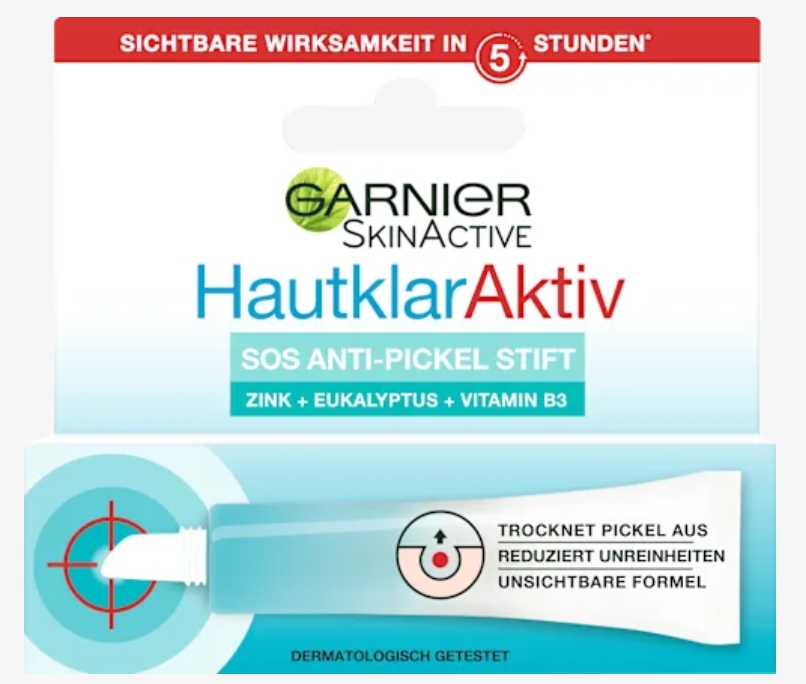 SICHTBARE WIRKSAMKEIT IN 5 STUNDEN*
GARNIER
SKINACTIVE
HautklarAktiv
SOS ANTI-PICKEL STIFT
ZINK + EUKALYPTUS + VITAMIN B3
TROCKNET PICKEL AUS
REDUZIERT UNREINHEITEN
UNSICHTBARE FORMEL
DERMATOLOGISCH GETESTET